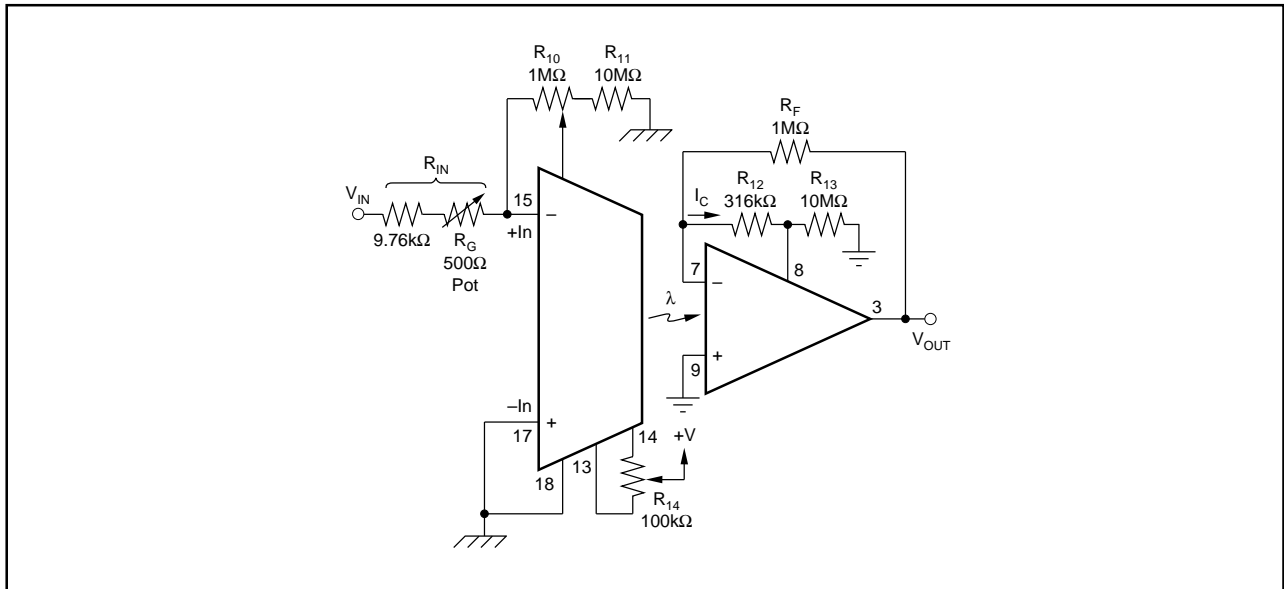 R10
1MΩ
R11
10MΩ
RF
1MΩ
RIN
VIN
9.76kΩ
RG
500Ω
Pot
15
–
+In
IC
R12
316kΩ
R13
10MΩ
7
–
8
λ
3
VOUT
+
9
–In
17
+
14
+V
13
18
R14
100kΩ